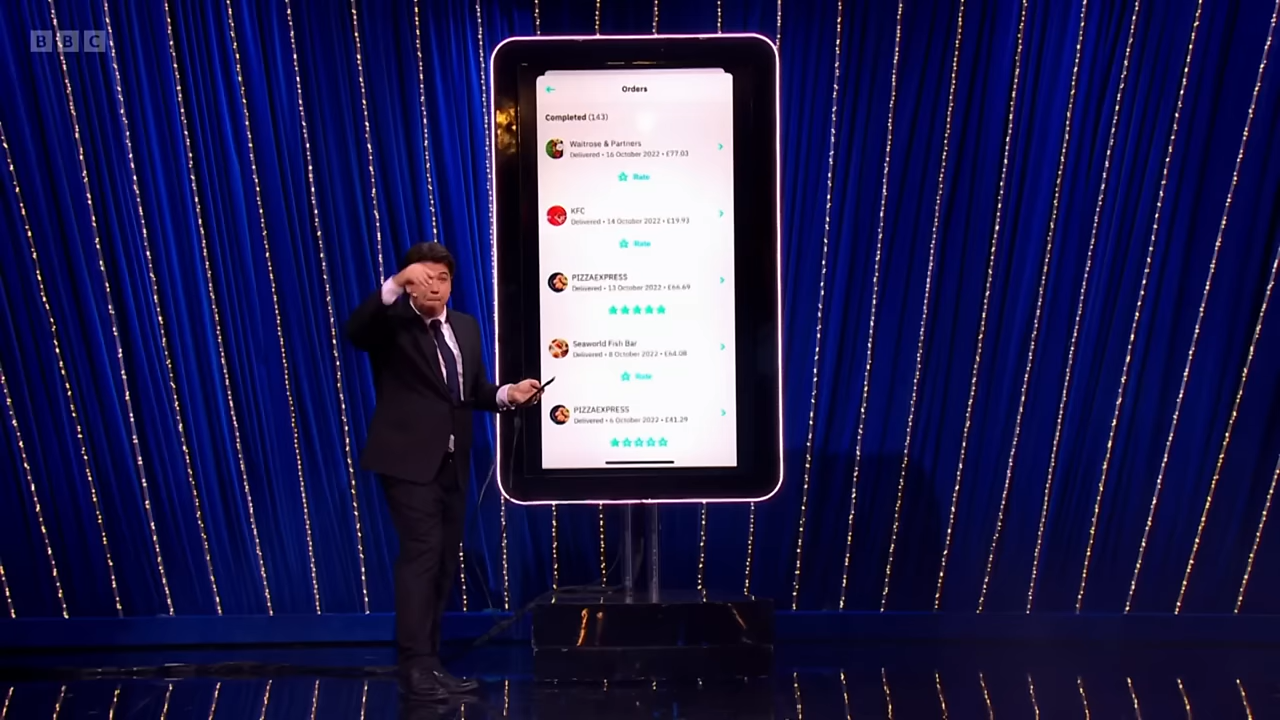 BBC
Orders
Completed (143)
Waitrose & Partners
Delivered • 16 October 2022 • £77.03
Rate
KFC
Delivered • 14 October 2022 • £19.93
Rate
PIZZAEXPRESS
Delivered • 13 October 2022 • £66.69
Seaworld Fish Bar
Delivered • 8 October 2022 • £64.08
Rate
PIZZAEXPRESS
Delivered • 6 October 2022 • £41.29